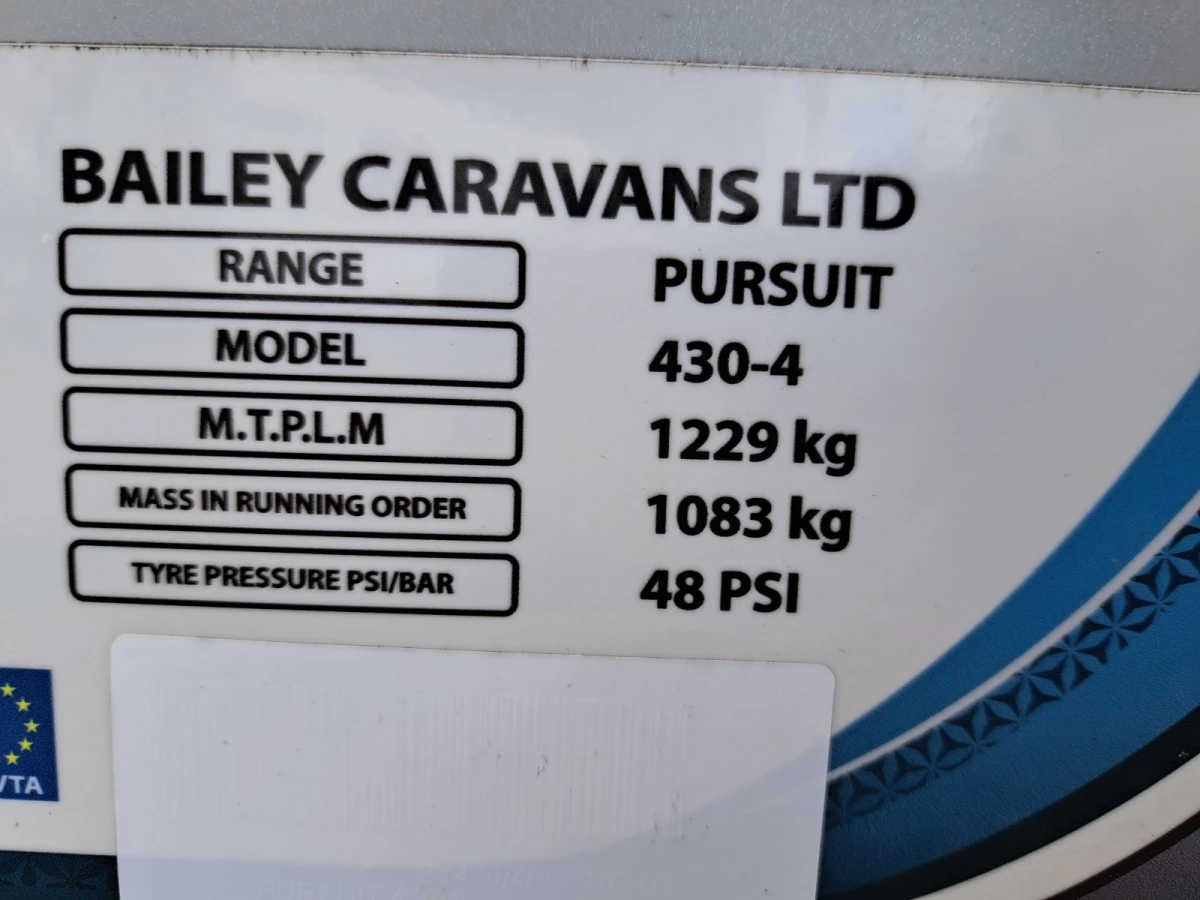 BAILEY CARAVANS LTD
RANGE PURSUIT
MODEL 430-4
M.T.P.L.M 1229 kg
MASS IN RUNNING ORDER 1083 kg
TYRE PRESSURE PSI/BAR 48 PSI